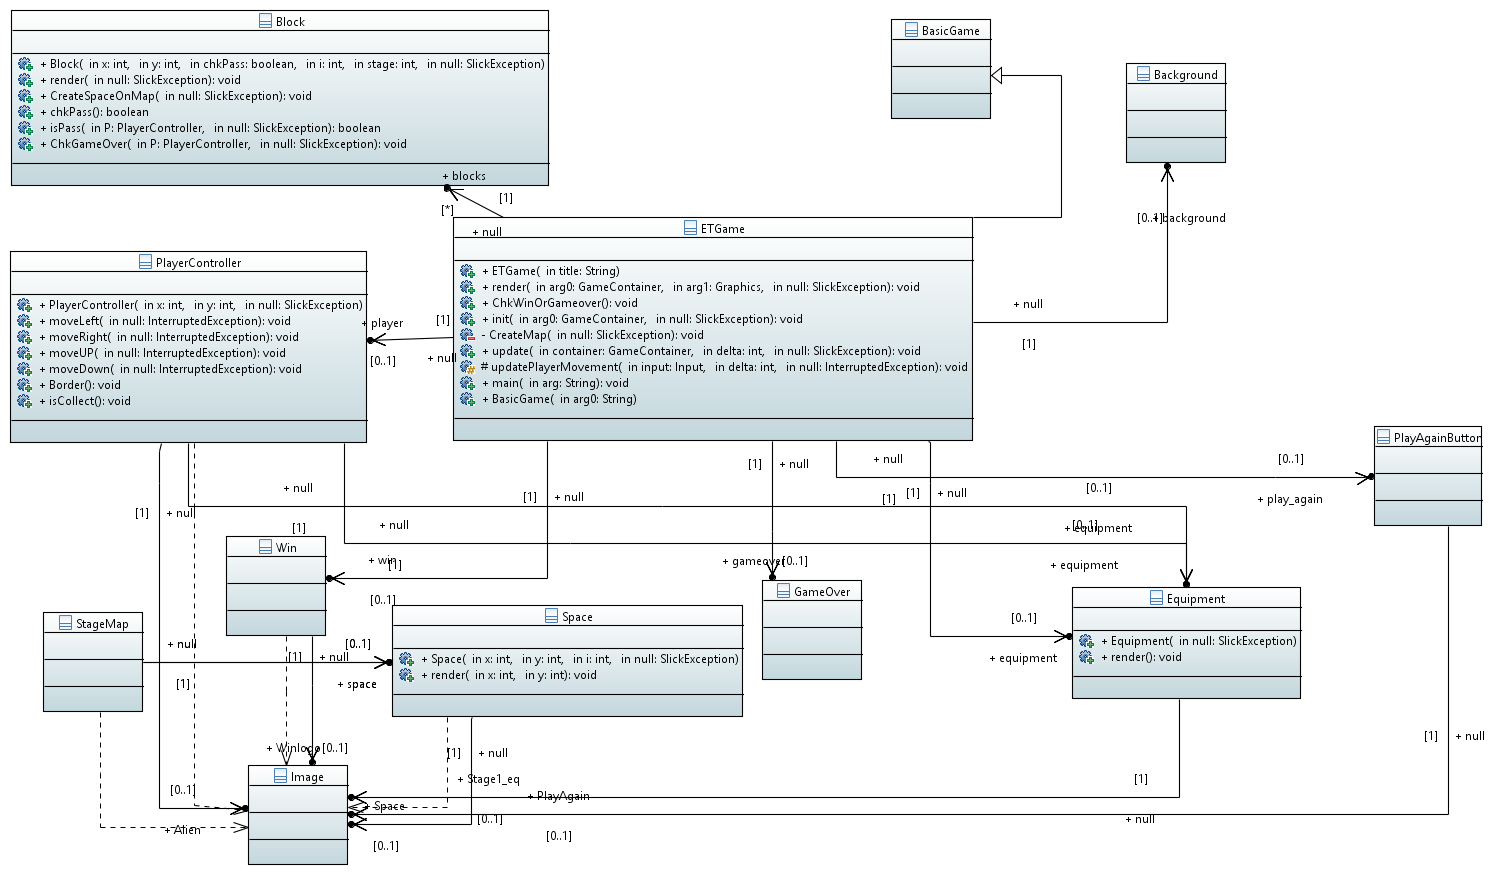 Block
+ Block( in x: int, in y: int, in chkPass: boolean, in i: int, in stage: int, in null: SlickException)
+ render( in null: SlickException): void
+ CreateSpaceOnMap( in null: SlickException): void
+ chkPass(): boolean
+ isPass( in P: PlayerController, in null: SlickException): boolean
+ ChkGameOver( in P: PlayerController, in null: SlickException): void
BasicGame
Background
+ blocks
[1]
[*]
+ null
[0..1]
+ background
ETGame
+ ETGame( in title: String)
+ render( in arg0: GameContainer, in arg1: Graphics, in null: SlickException): void
+ ChkWinOrGameover(): void
+ init( in arg0: GameContainer, in null: SlickException): void
- CreateMap( in null: SlickException): void
+ update( in container: GameContainer, in delta: int, in null: SlickException): void
# updatePlayerMovement( in input: Input, in delta: int, in null: InterruptedException): void
+ main( in arg: String): void
+ BasicGame( in arg0: String)
PlayerController
+ PlayerController( in x: int, in y: int, in null: SlickException)
+ moveLeft( in null: InterruptedException): void
+ moveRight( in null: InterruptedException): void
+ moveUP( in null: InterruptedException): void
+ moveDown( in null: InterruptedException): void
+ Border(): void
+ isCollect(): void
+ player
[1]
[0..1]
+ null
+ null
[1]
PlayAgainButton
[1]
+ null
+ null
[0..1]
+ null
[1]
+ null
[1]
[1]
+ null
[0..1]
+ play_again
[1]
+ null
[1]
+ null
[0..1]
+ equipment
Win
+ win
[1]
[0..1]
+ gameover
[0..1]
GameOver
+ equipment
Equipment
+ Equipment( in null: SlickException)
+ render(): void
[0..1]
+ equipment
StageMap
+ null
[1]
[1]
+ null
[0..1]
+ space
Space
+ Space( in x: int, in y: int, in i: int, in null: SlickException)
+ render( in x: int, in y: int): void
[1]
+ null
+ Winlogo
[0..1]
[1]
+ null
Image
+ Stage1_eq
[1]
[0..1]
+ PlayAgain
+ Space
+ Alien
[0..1]
[0..1]
[0..1]
+ null